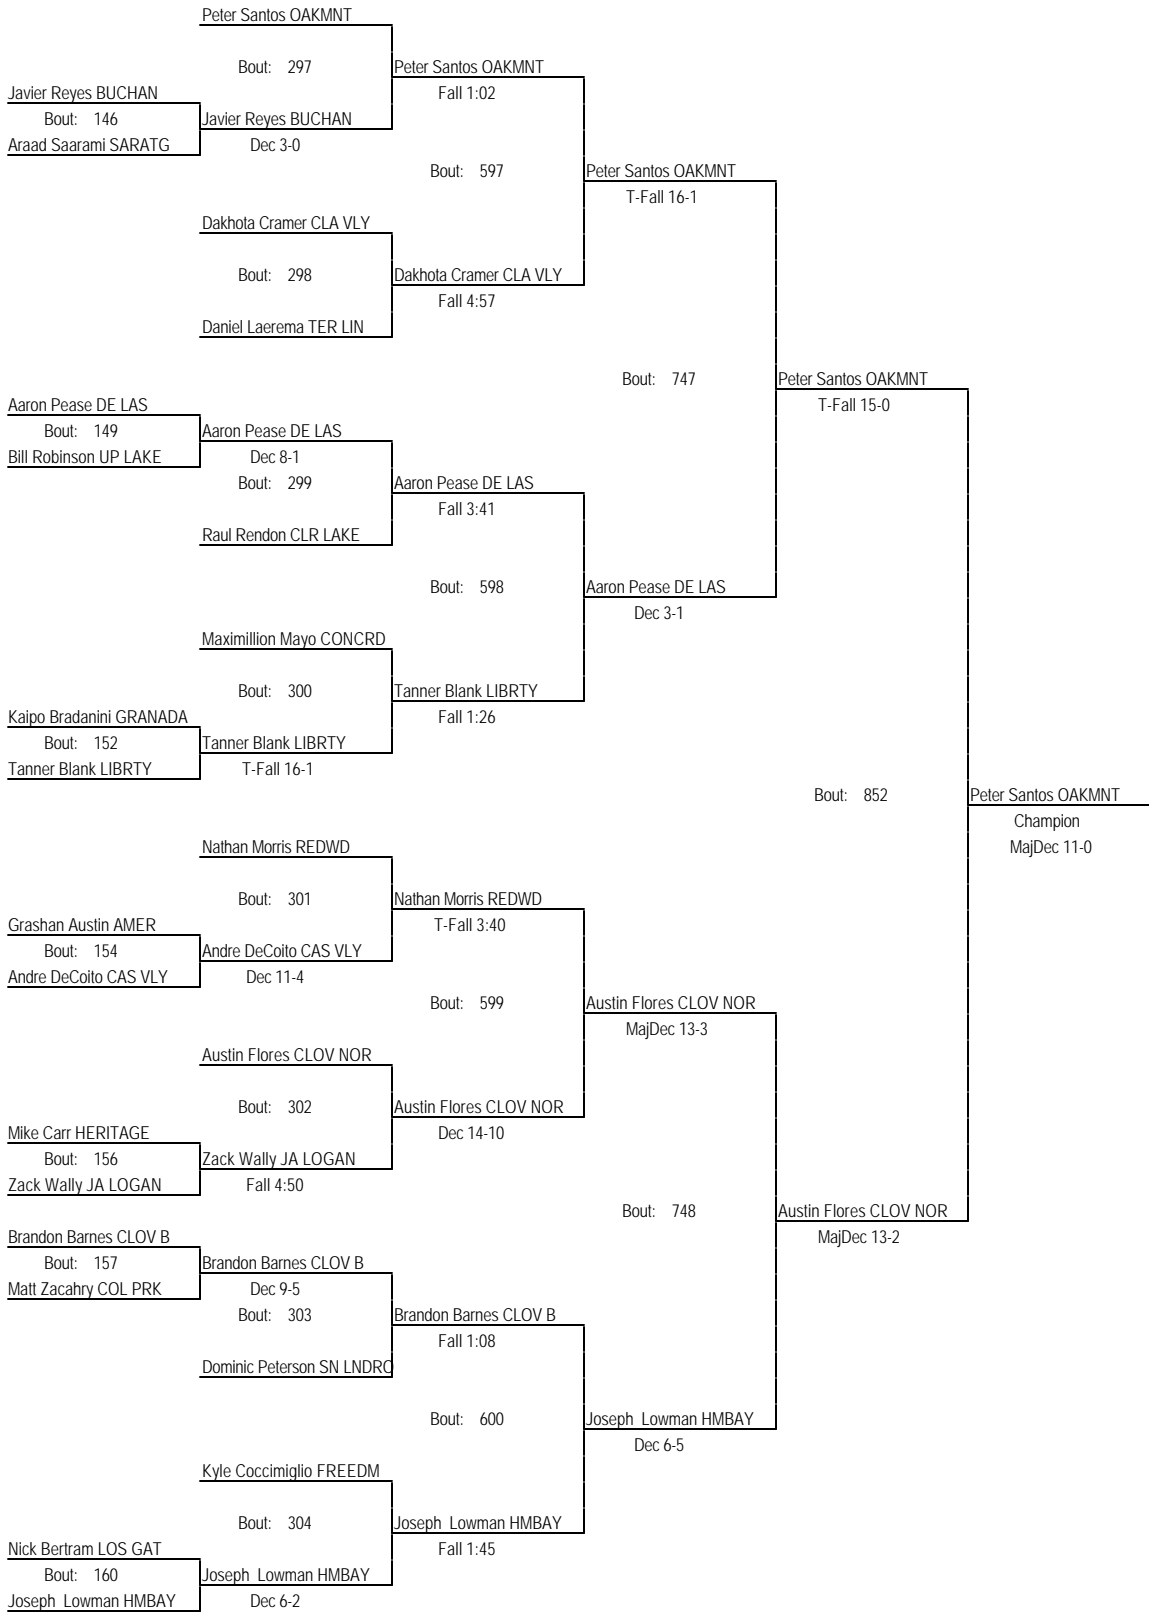 Peter Santos OAKMNT
Bout: 297
Peter Santos OAKMNT
Javier Reyes BUCHAN
Fall 1:02
Bout: 146
Javier Reyes BUCHAN
Araad Saarami SARATG
Dec 3-0
Bout: 597
Peter Santos OAKMNT
T-Fall 16-1
Dakhota Cramer CLA VLY
Bout: 298
Dakhota Cramer CLA VLY
Fall 4:57
Daniel Laerema TER LIN
Bout: 747
Peter Santos OAKMNT
Aaron Pease DE LAS
T-Fall 15-0
Bout: 149
Aaron Pease DE LAS
Bill Robinson UP LAKE
Dec 8-1
Bout: 299
Aaron Pease DE LAS
Fall 3:41
Raul Rendon CLR LAKE
Bout: 598
Aaron Pease DE LAS
Dec 3-1
Maximillion Mayo CONCRD
Bout: 300
Tanner Blank LIBRTY
Kaipo Bradanini GRANADA
Fall 1:26
Bout: 152
Tanner Blank LIBRTY
Tanner Blank LIBRTY
T-Fall 16-1
Bout: 852
Peter Santos OAKMNT
Champion
Nathan Morris REDWD
MajDec 11-0
Bout: 301
Nathan Morris REDWD
Grashan Austin AMER
T-Fall 3:40
Bout: 154
Andre DeCoito CAS VLY
Andre DeCoito CAS VLY
Dec 11-4
Bout: 599
Austin Flores CLOV NOR
MajDec 13-3
Austin Flores CLOV NOR
Bout: 302
Austin Flores CLOV NOR
Mike Carr HERITAGE
Dec 14-10
Bout: 156
Zack Wally JA LOGAN
Zack Wally JA LOGAN
Fall 4:50
Bout: 748
Austin Flores CLOV NOR
Brandon Barnes CLOV B
MajDec 13-2
Bout: 157
Brandon Barnes CLOV B
Matt Zacahry COL PRK
Dec 9-5
Bout: 303
Brandon Barnes CLOV B
Fall 1:08
Dominic Peterson SN LNDRO
Bout: 600
Joseph Lowman HMBAY
Dec 6-5
Kyle Coccimiglio FREEDM
Bout: 304
Joseph Lowman HMBAY
Nick Bertram LOS GAT
Fall 1:45
Bout: 160
Joseph Lowman HMBAY
Joseph Lowman HMBAY
Dec 6-2